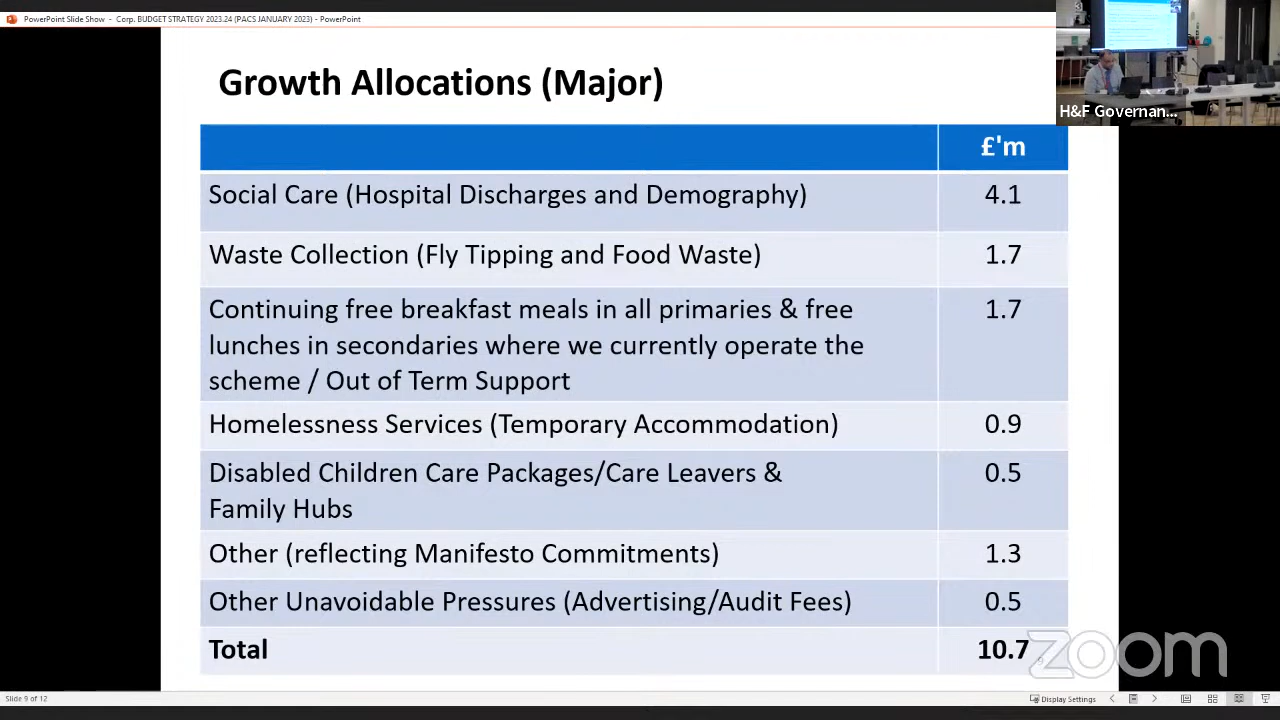 PowerPoint Slide Show - Corp. BUDGET STRATEGY 2023.24 (PACS JANUARY 2023) - PowerPoint
Growth Allocations (Major)
£'m
Social Care (Hospital Discharges and Demography) 4.1
Waste Collection (Fly Tipping and Food Waste) 1.7
Continuing free breakfast meals in all primaries & free 1.7
lunches in secondaries where we currently operate the
scheme / Out of Term Support
Homelessness Services (Temporary Accommodation) 0.9
Disabled Children Care Packages/Care Leavers & 0.5
Family Hubs
Other (reflecting Manifesto Commitments) 1.3
Other Unavoidable Pressures (Advertising/Audit Fees) 0.5
Total 10.7
9
H&F Governan...
zoom
Slide 9 of 12
Display Settings